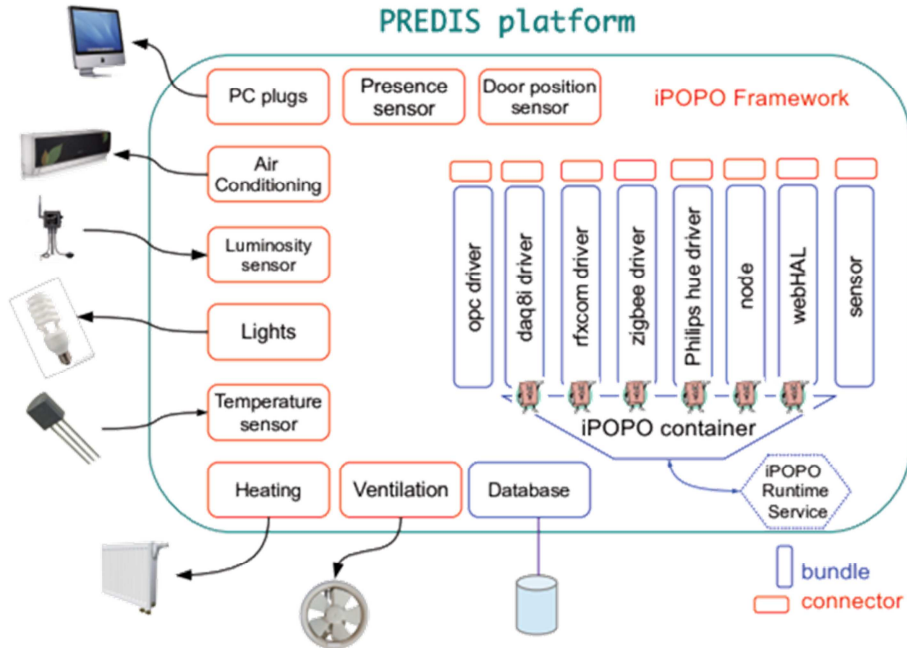 PREDIS platform
PC plugs
Presence
sensor
Door position
sensor
iPOPO Framework
Air
Conditioning
Luminosity
sensor
Lights
Temperature
sensor
Heating
Ventilation
Database
opc driver
daq8i driver
rfxcom driver
zigbee driver
Philips hue driver
node
webHAL
sensor
iPOPO container
iPOPO
Runtime
Service
bundle
connector